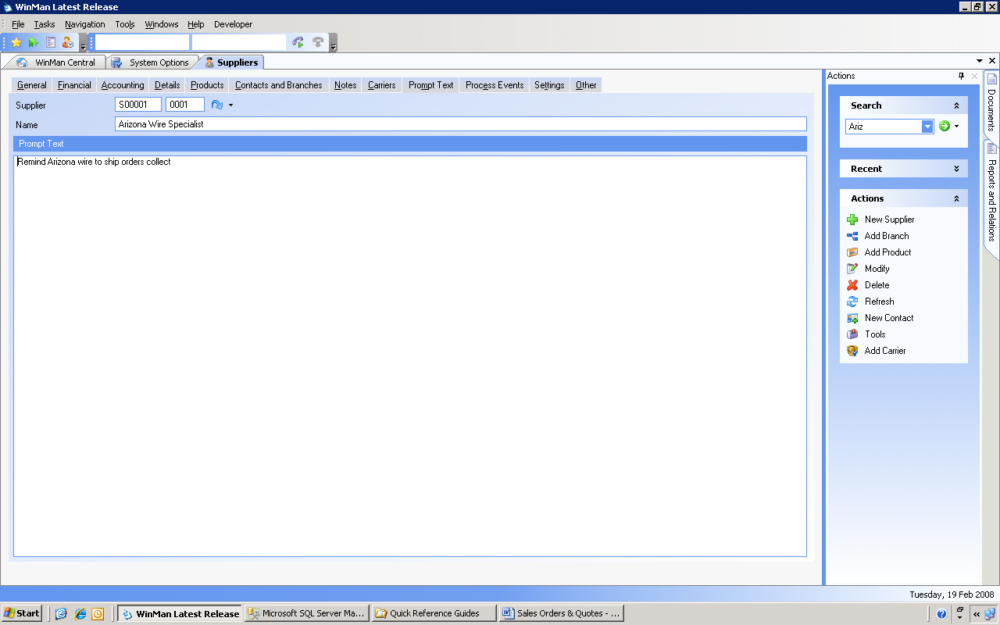 WinMan Latest Release
File Tasks Navigation Tools Windows Help Developer
WinMan Central System Options Suppliers
General Financial Accounting Details Products Contacts and Branches Notes Carriers Prompt Text Process Events Settings Other
Supplier S00001 0001
Name Arizona Wire Specialist
Prompt Text
Remind Arizona wire to ship orders collect
Actions
Search
Ariz
Recent
Actions
New Supplier
Add Branch
Add Product
Modify
Delete
Refresh
New Contact
Tools
Add Carrier
Documents
Reports and Relations
Tuesday, 19 Feb 2008
Start WinMan Latest Release Microsoft SQL Server Ma... Quick Reference Guides Sales Orders & Quotes - ...